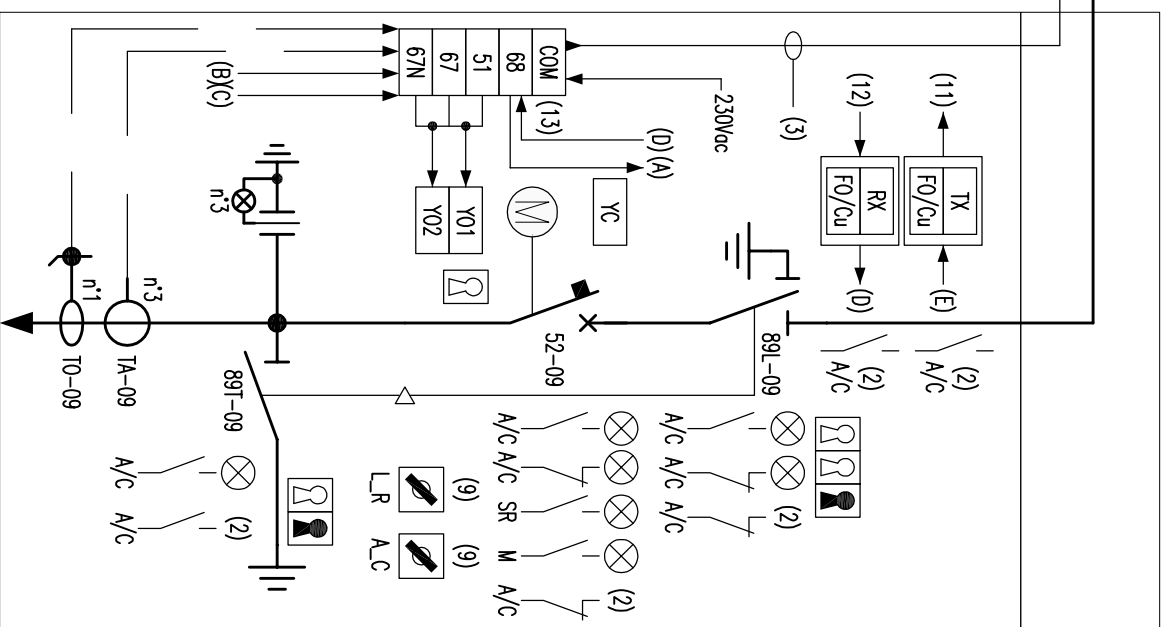 67N
67
51
68
COM
(B)(C)
(13)
230Vac
(D)
(A)
(3)
(12)
(11)
RX
FO/Cu
TX
FO/Cu
(D)
(E)
YO2
YO1
YC
M
n°3
n°1
n°3
TO-09
TA-09
89T-09
52-09
89L-09
A/C
(2)
A/C
(2)
A/C
A/C
A/C
(2)
A/C
A/C
SR
M
A/C
(2)
L_R
(9)
A_C
(9)
A/C
A/C
(2)